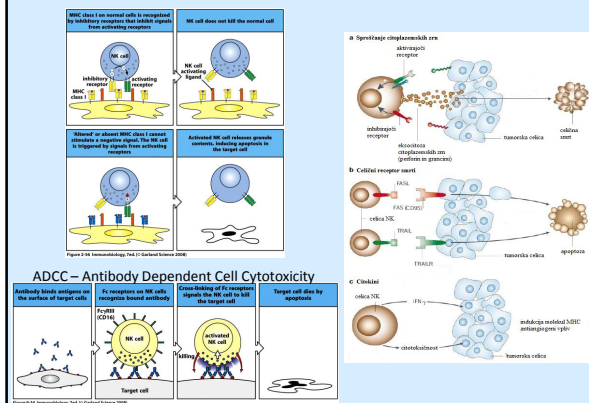 MHC class I on normal cells is recognized
by inhibitory receptors that inhibit signals
from activating receptors
NK cell does not kill the normal cell
NK cell
inhibitory
receptor
activating
receptor
MHC
class I
NK cell
activating
ligand
'Altered' or absent MHC class I cannot
stimulate a negative signal. The NK cell
is triggered by signals from activating
receptors
Activated NK cell releases granule
contents, inducing apoptosis in
the target cell
Figure 2-56 Immunobiology, 7ed. (© Garland Science 2008)
ADCC – Antibody Dependent Cell Cytotoxicity
Antibody binds antigens on
the surface of target cells
Fc receptors on NK cells
recognize bound antibody
Cross-linking of Fc receptors
signals the NK cell to kill
the target cell
Target cell dies by
apoptosis
FcγRIII
(CD16)
NK cell
Target cell
activated
NK cell
killing
a Sproščanje citoplazemskih zrn
aktivirajoči
receptor
inhibirajoči
receptor
eksocitoza
citoplazemskih zrn
(perforin in grancimi)
tumorska celica
celična
smrt
b Celični receptor smrti
FASL
FAS (CD95)
celica NK
TRAIL
TRAILR
tumorska celica
apoptoza
c Citokini
celica NK
IFN-γ
citotoksičnost
indukcija molekul MHC
antiangiogeni vpliv
tumorska celica